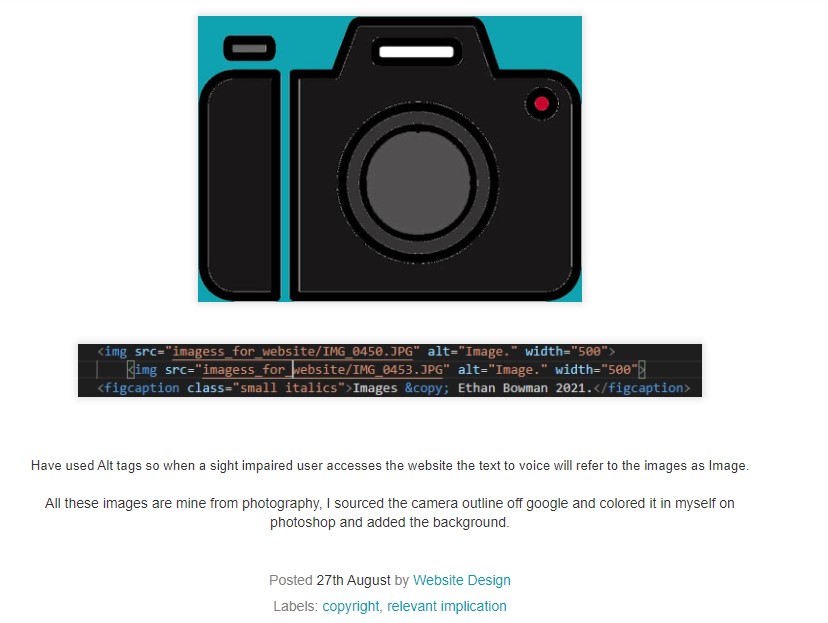 <img src="imagess_for_website/IMG_0450.JPG" alt="Image." width="500">
<img src="imagess_for_website/IMG_0453.JPG" alt="Image." width="500">
<figcaption class="small italics">Images &copy; Ethan Bowman 2021.</figcaption>
Have used Alt tags so when a sight impaired user accesses the website the text to voice will refer to the images as Image.
All these images are mine from photography, I sourced the camera outline off google and colored it in myself on
photoshop and added the background.
Posted 27th August by Website Design
Labels: copyright, relevant implication